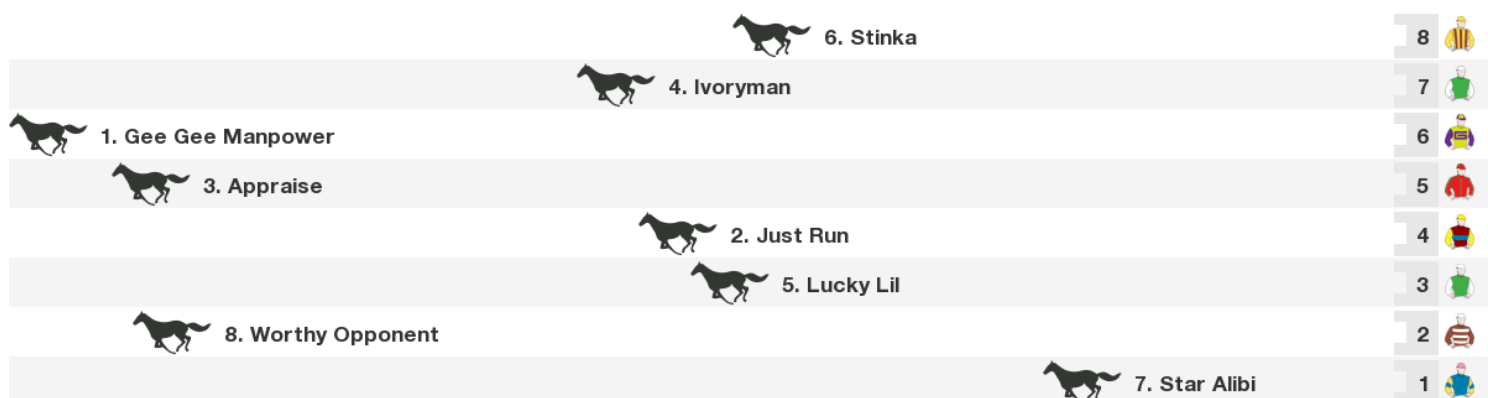 6. Stinka 8
4. Ivoryman 7
1. Gee Gee Manpower 6
3. Appraise 5
2. Just Run 4
5. Lucky Lil 3
8. Worthy Opponent 2
7. Star Alibi 1